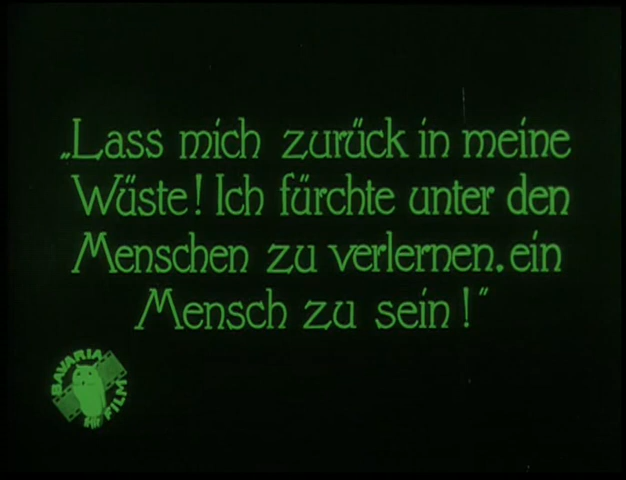 „Lass mich zurück in meine
Wüste! Ich fürchte unter den
Menschen zu verlernen, ein
Mensch zu sein!“
BAVARIA
FILM